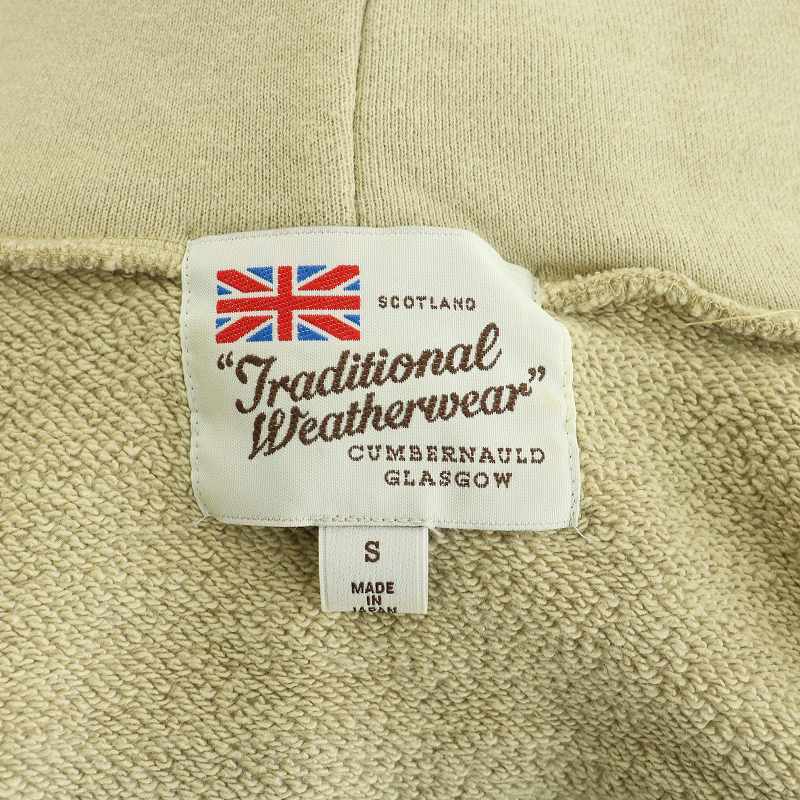 SCOTLAND
"Traditional
Weatherwear"
CUMBERNAULD
GLASGOW
S
MADE
IN
JAPAN